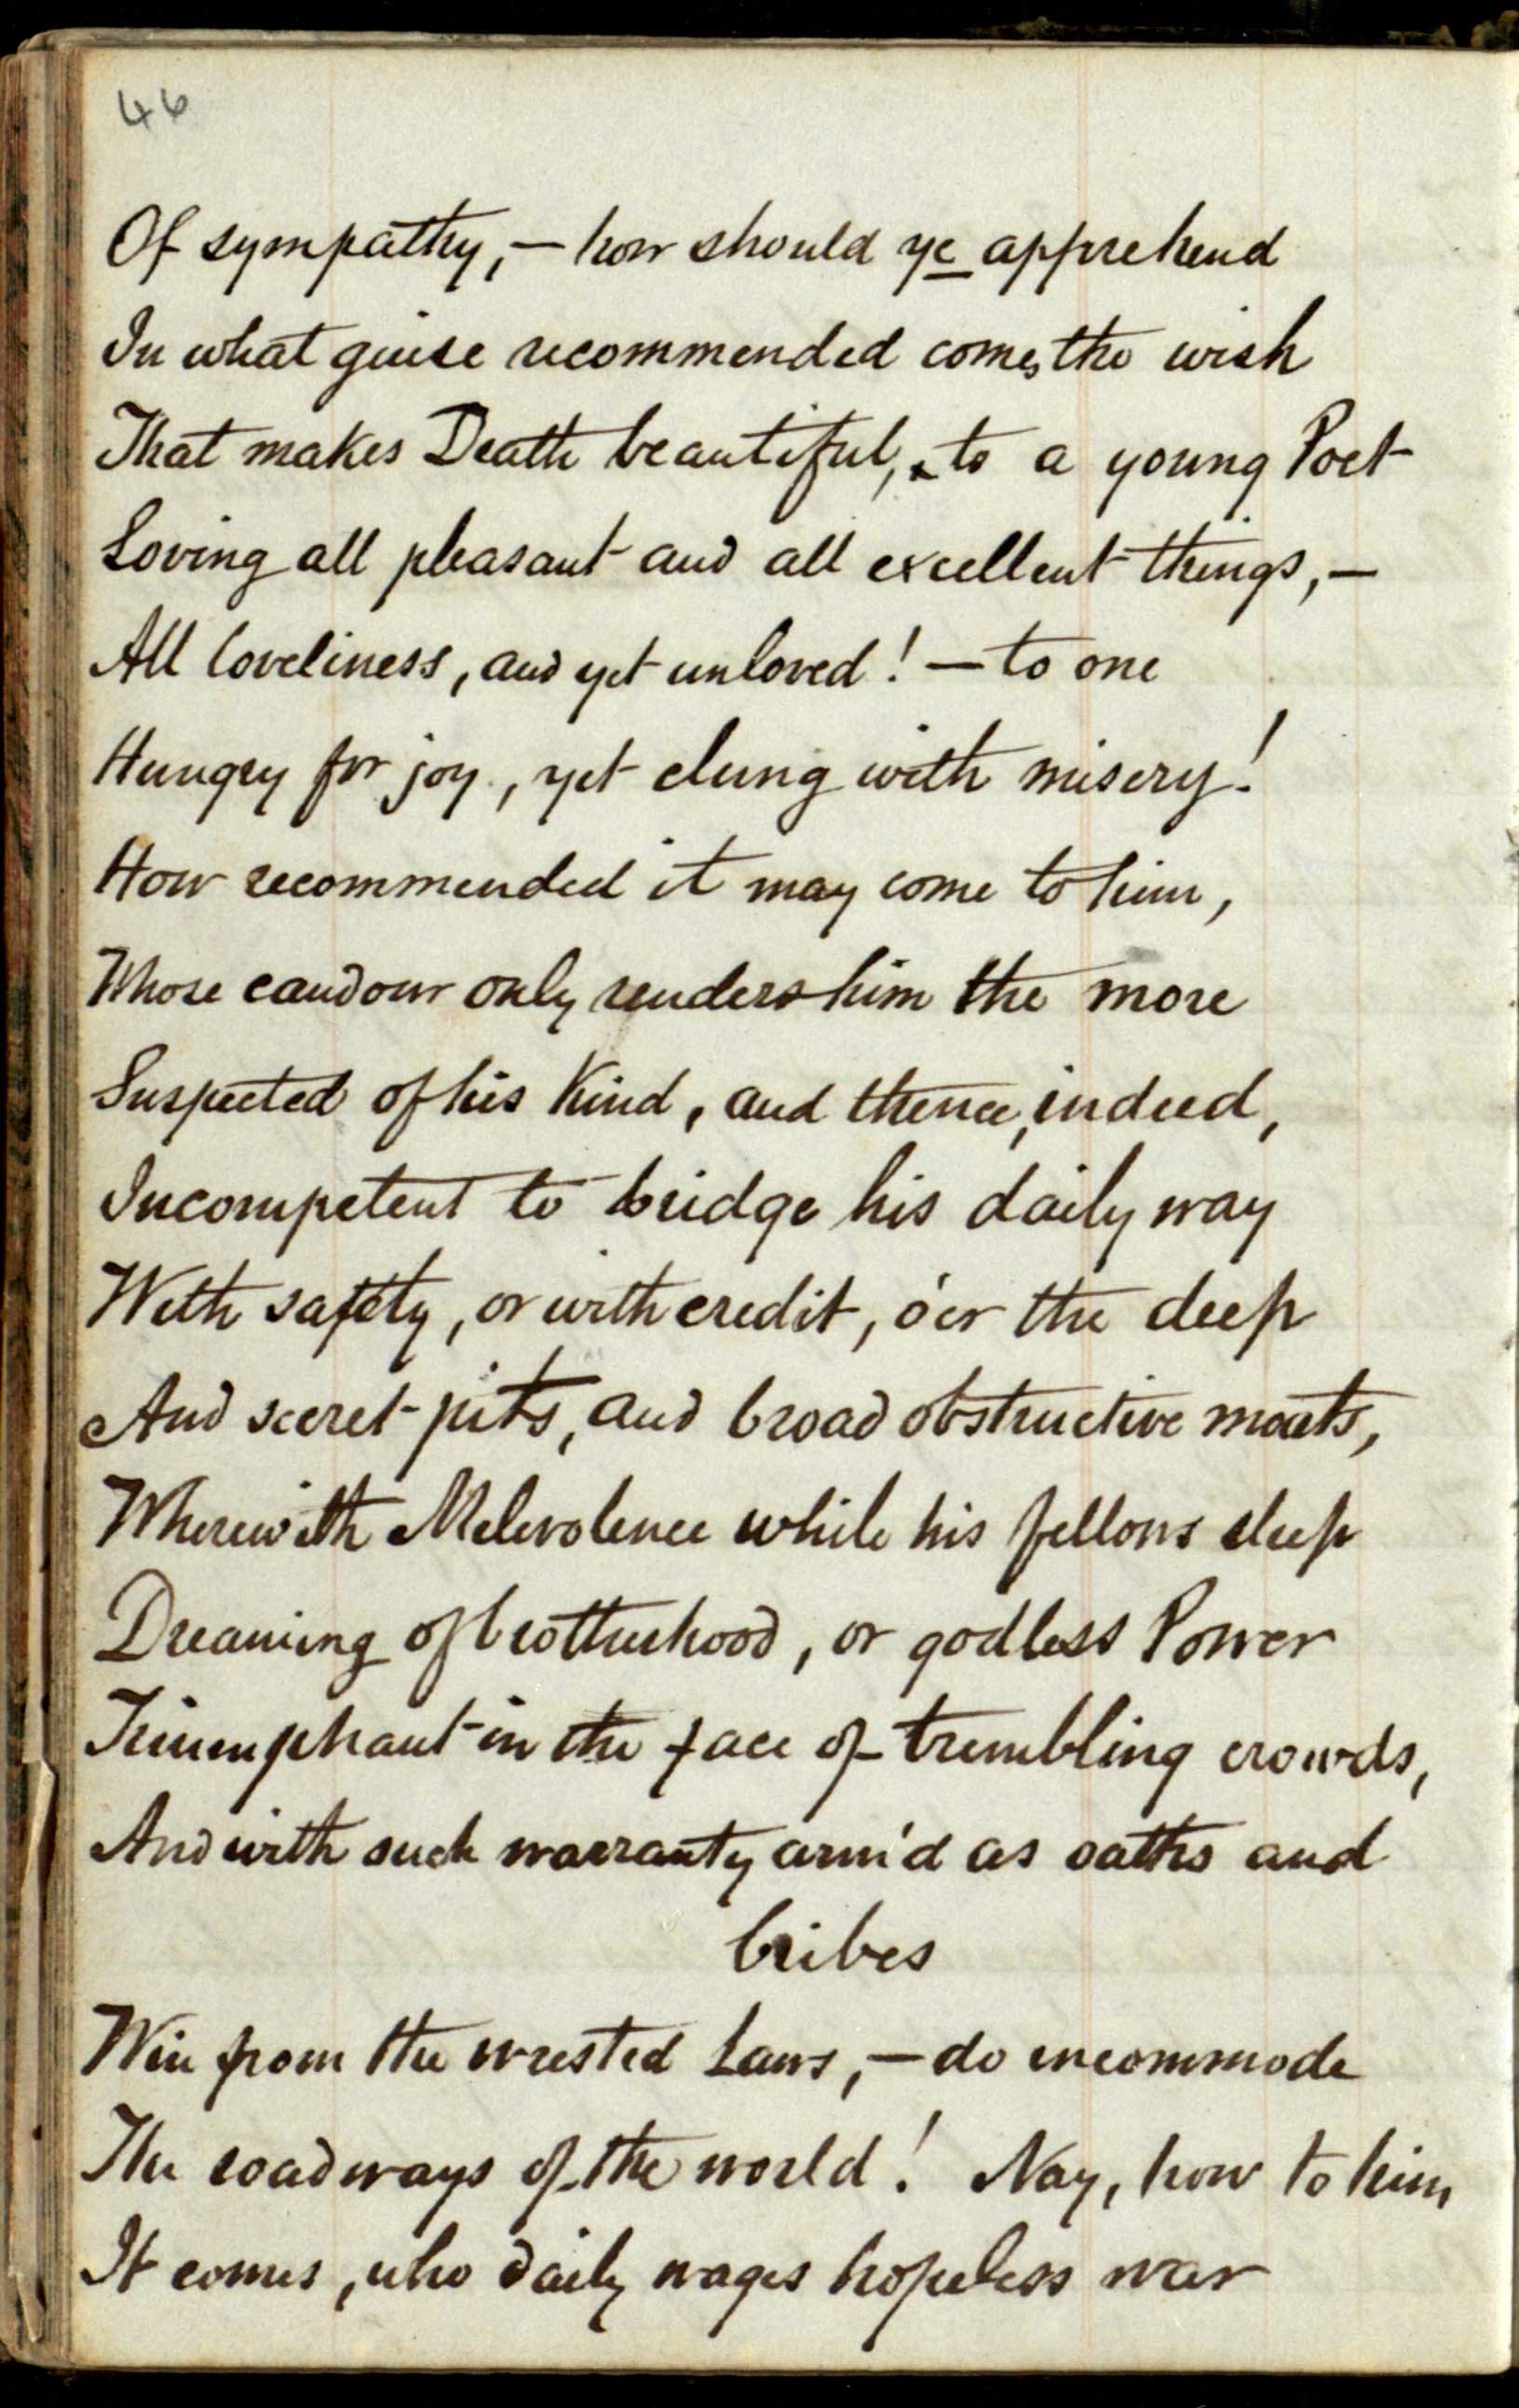 46
Of sympathy, — how should ye apprehend
In what guise recommended comes the wish
That makes Death beautiful, to a young Poet
Loving all pleasant and all excellent things, —
All loveliness, and yet unloved! — to one
Hungry for joy, yet clung with misery!
How recommended it may come to him,
Whose candour only renders him the more
Suspected of his kind, and thence, indeed,
Incompetent to bridge his daily way
With safety, or with credit, o'er the deep
And secret pits, and broad obstructive moats,
Wherewith Malevolence while his fellows sleep
Dreaming of brotherhood, or godless Power
Triumphant in the face of trembling crowds,
And with such warranty arm'd as oaths and
bribes
Win from the wrested Laws, — do incommode
The roadways of the world! Nay, how to him
It comes, who daily wages hopeless war